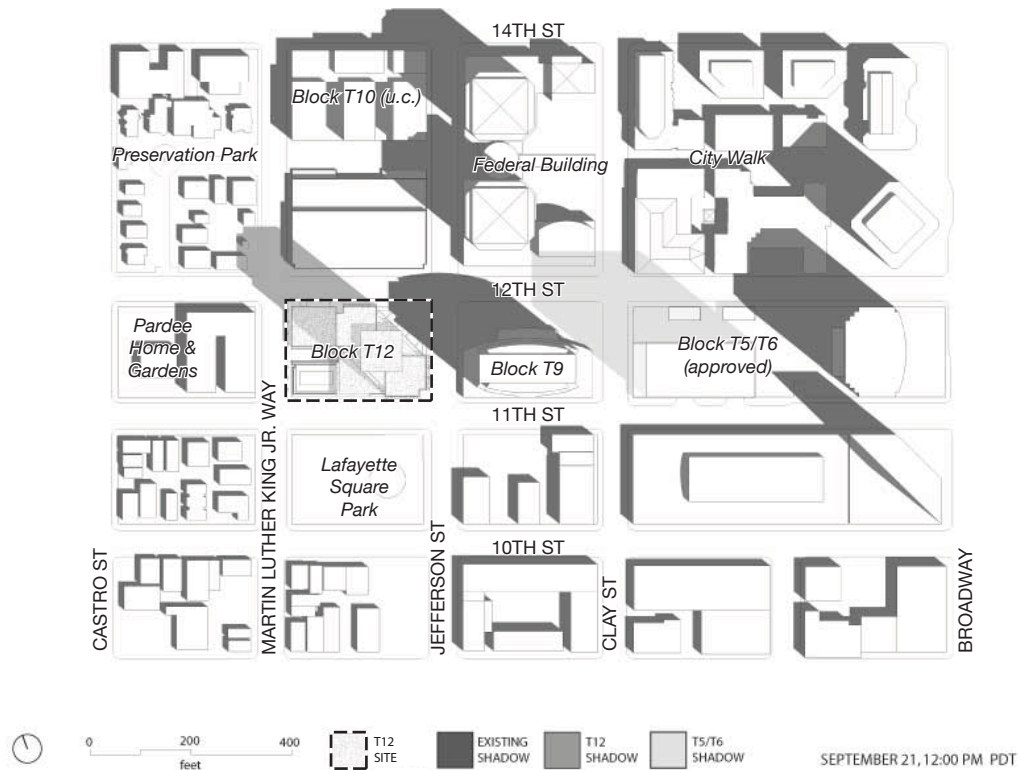 14TH ST
Block T10 (u.c.)
Preservation Park
Federal Building
City Walk
12TH ST
Pardee
Home &
Gardens
Block T12
Block T9
Block T5/T6
(approved)
11TH ST
Lafayette
Square
Park
10TH ST
CASTRO ST
MARTIN LUTHER KING JR. WAY
JEFFERSON ST
CLAY ST
BROADWAY
0 200 400
feet
T12
SITE
EXISTING
SHADOW
T12
SHADOW
T5/T6
SHADOW
SEPTEMBER 21, 12:00 PM PDT